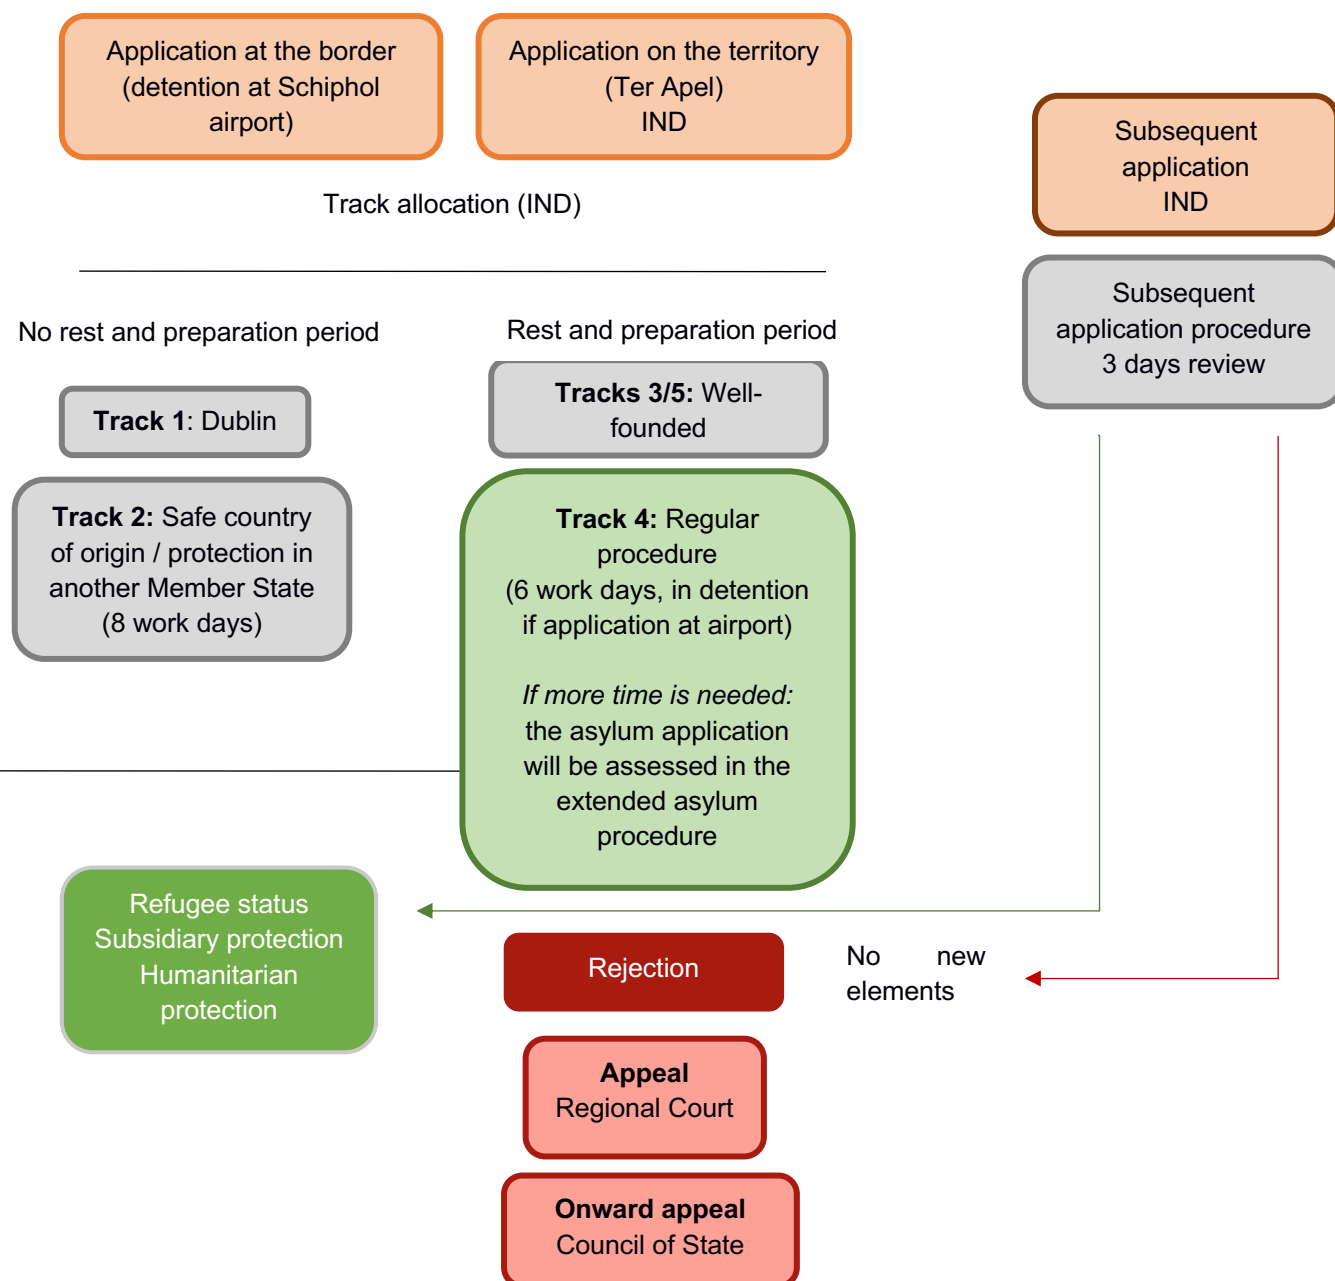 Application at the border
(detention at Schiphol
airport)
Application on the territory
(Ter Apel)
IND
Subsequent
application
IND
Track allocation (IND)
Subsequent
application procedure
3 days review
No rest and preparation period
Rest and preparation period
Track 1: Dublin
Tracks 3/5: Well-
founded
Track 2: Safe country
of origin / protection in
another Member State
(8 work days)
Track 4: Regular
procedure
(6 work days, in detention
if application at airport)
If more time is needed:
the asylum application
will be assessed in the
extended asylum
procedure
Refugee status
Subsidiary protection
Humanitarian
protection
Rejection
No new
elements
Appeal
Regional Court
Onward appeal
Council of State